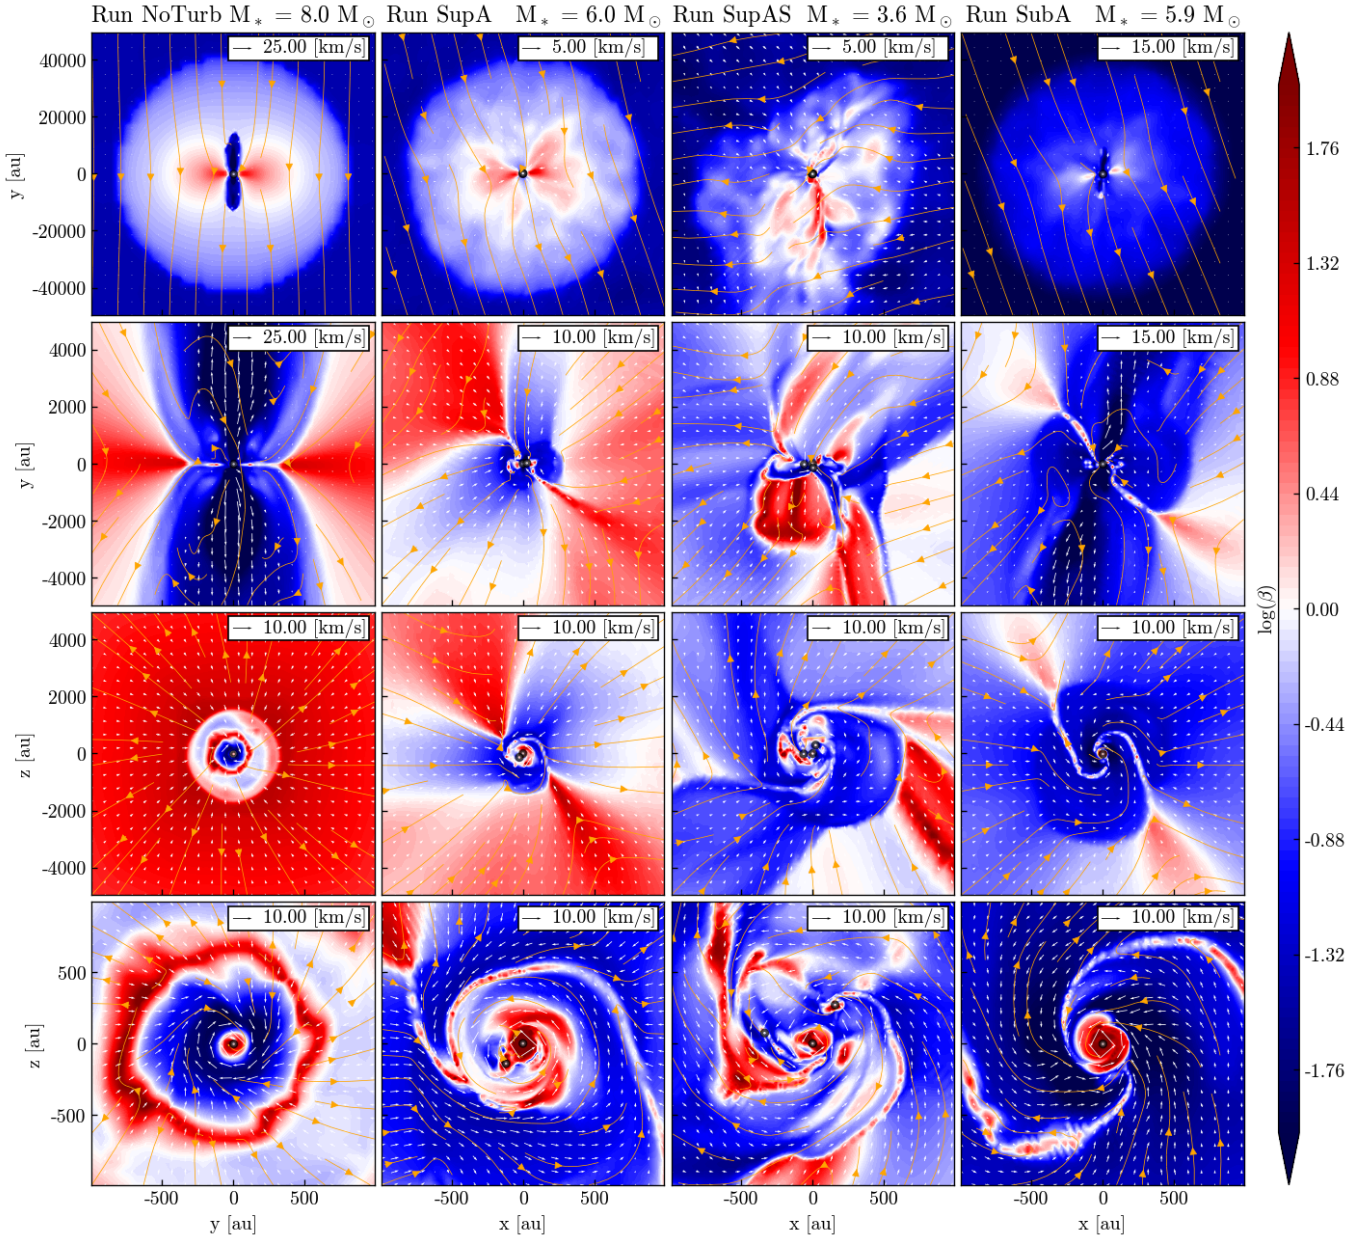 Run NoTurb M* = 8.0 M⊙ Run SupA M* = 6.0 M⊙ Run SupAS M* = 3.6 M⊙ Run SubA M* = 5.9 M⊙
25.00 [km/s] 5.00 [km/s] 5.00 [km/s] 15.00 [km/s]
40000
20000
0
-20000
-40000
y [au]
25.00 [km/s] 10.00 [km/s] 10.00 [km/s] 15.00 [km/s]
4000
2000
0
-2000
-4000
y [au]
10.00 [km/s] 10.00 [km/s] 10.00 [km/s] 10.00 [km/s]
4000
2000
0
-2000
-4000
z [au]
10.00 [km/s] 10.00 [km/s] 10.00 [km/s] 10.00 [km/s]
500
0
-500
z [au]
-500 0 500 -500 0 500 -500 0 500 -500 0 500
y [au] x [au] x [au] x [au]
1.76
1.32
0.88
0.44
0.00
-0.44
-0.88
-1.32
-1.76
log(β)